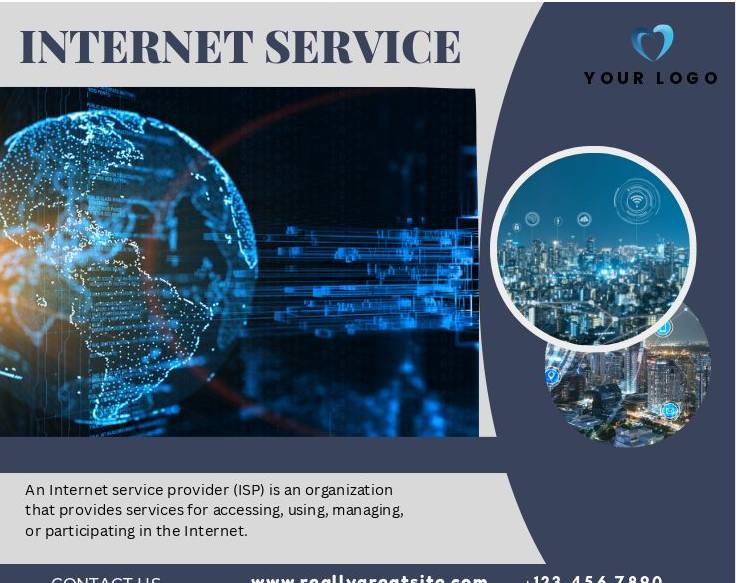 INTERNET SERVICE
YOUR LOGO
An Internet service provider (ISP) is an organization
that provides services for accessing, using, managing,
or participating in the Internet.
CONTACT US
www.reallygreatsite.com
+123-456-7890